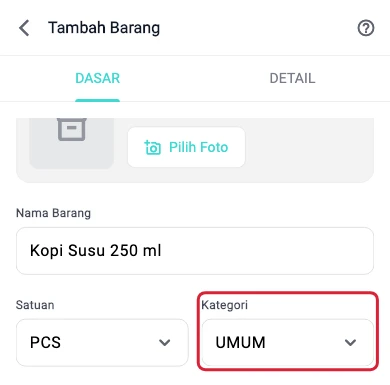 Tambah Barang
DASAR DETAIL
Pilih Foto
Nama Barang
Kopi Susu 250 ml
Satuan Kategori
PCS UMUM